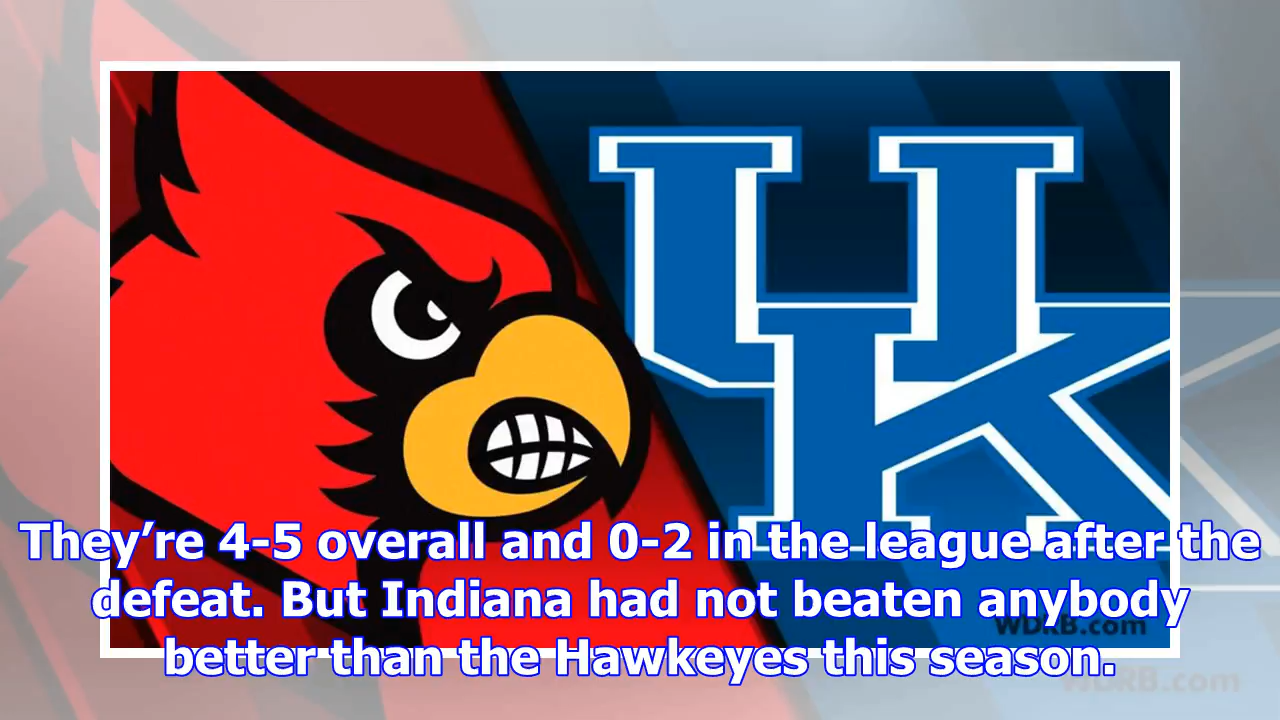 UK
They’re 4-5 overall and 0-2 in the league after the
defeat. But Indiana had not beaten anybody
WDRB.com
better than the Hawkeyes this season.
WDRB.com